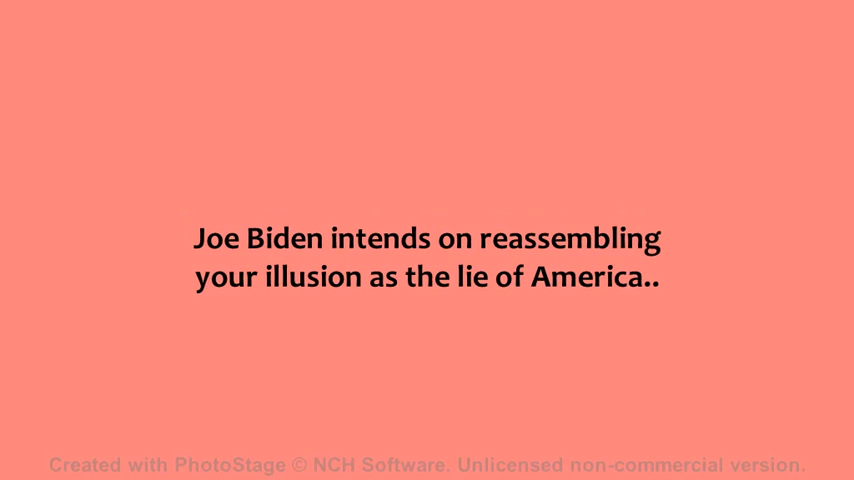 Joe Biden intends on reassembling
your illusion as the lie of America..
Created with PhotoStage © NCH Software. Unlicensed non-commercial version.